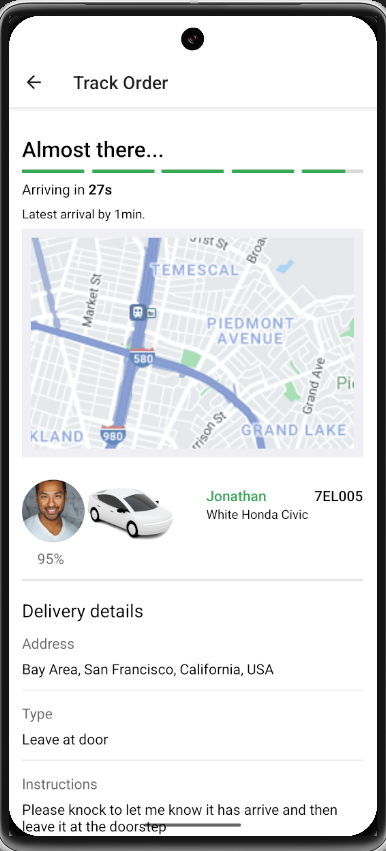 Track Order
Almost there...
Arriving in 27s
Latest arrival by 1min.
51st St
Broa
TEMESCAL
Market St
PIEDMONT
AVENUE
580
Grand Ave
Pi
rrison St
KLAND
980
GRAND LAKE
Jonathan
7EL005
White Honda Civic
95%
Delivery details
Address
Bay Area, San Francisco, California, USA
Type
Leave at door
Instructions
Please knock to let me know it has arrive and then
leave it at the doorstep